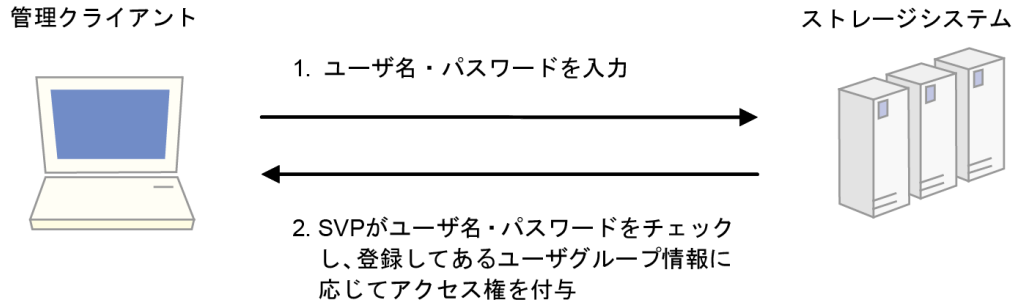 管理クライアント
ストレージシステム
1. ユーザ名・パスワードを入力
2. SVPがユーザ名・パスワードをチェック
し、登録してあるユーザグループ情報に
応じてアクセス権を付与